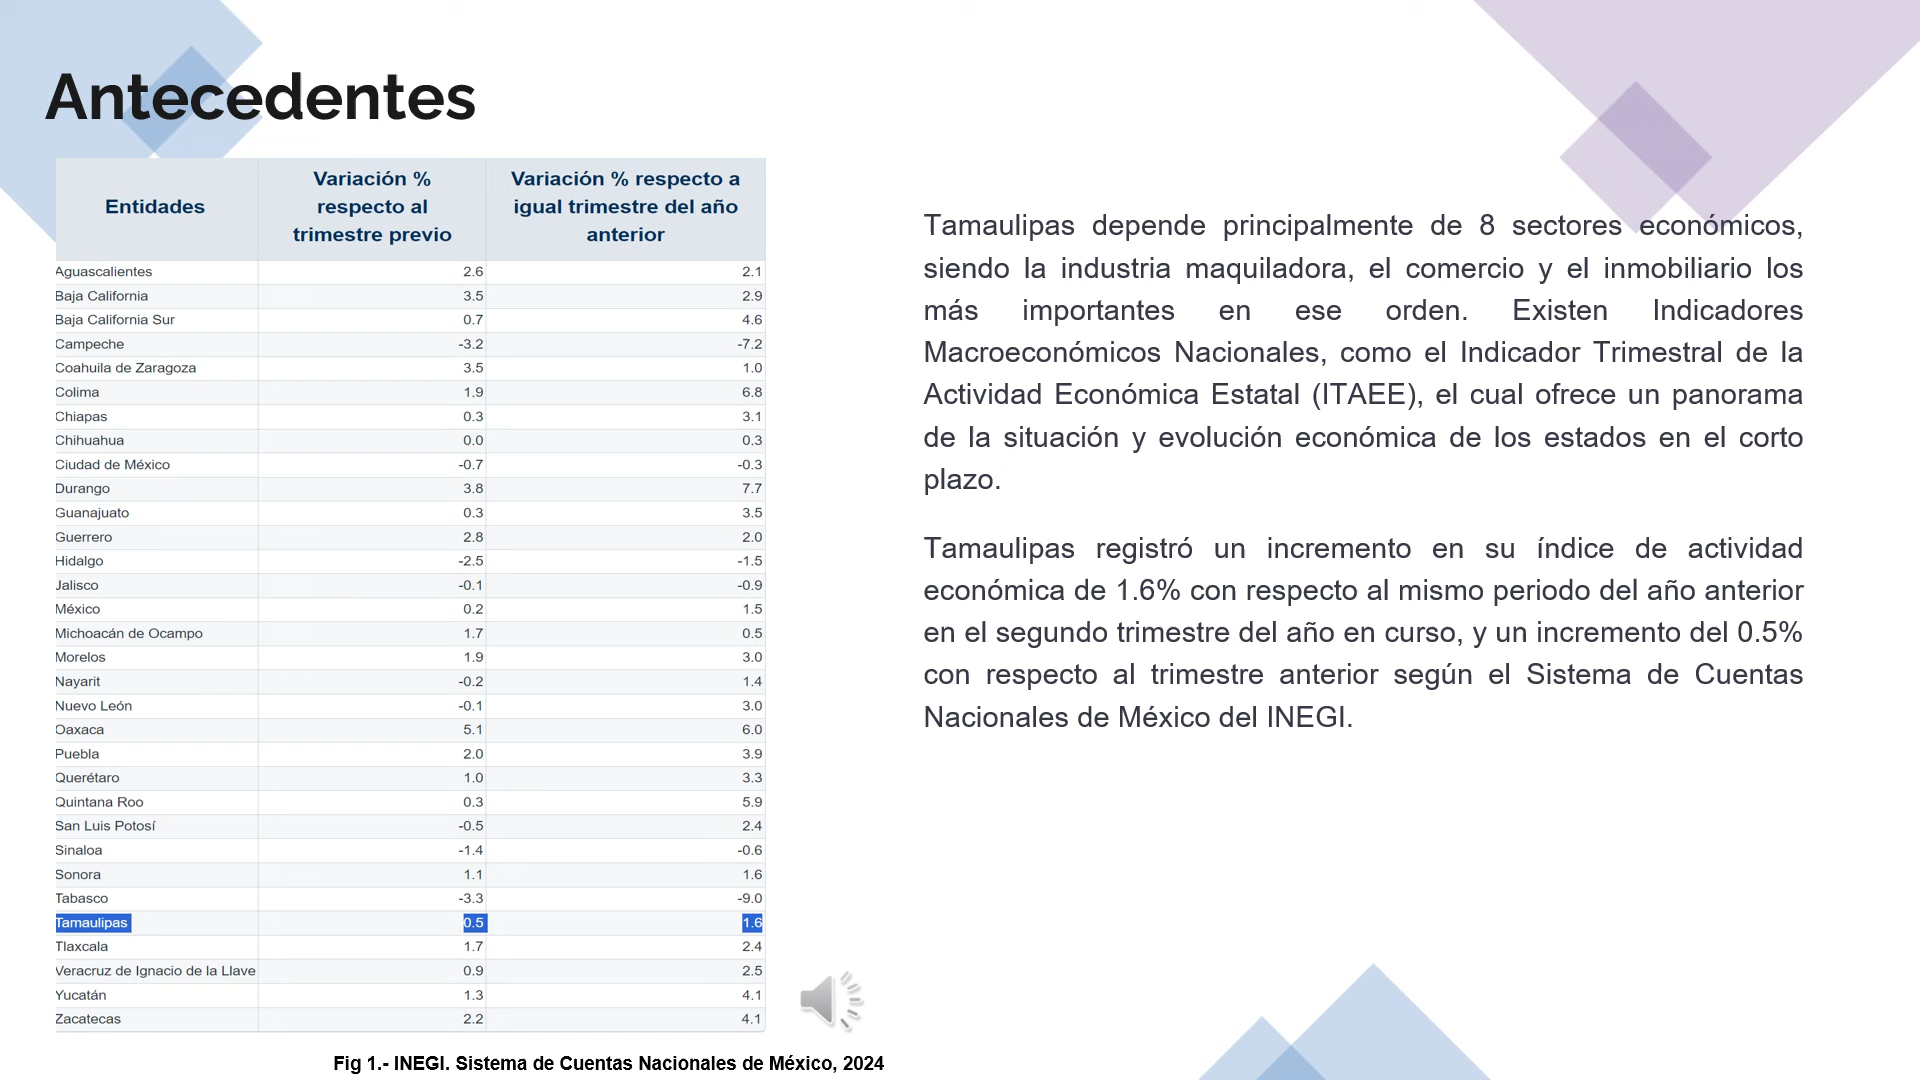 Antecedentes
Entidades
Variación %
respecto al
trimestre previo
Variación % respecto a
igual trimestre del año
anterior
Aguascalientes 2.6 2.1
Baja California 3.5 2.9
Baja California Sur 0.7 4.6
Campeche -3.2 -7.2
Coahuila de Zaragoza 3.5 1.0
Colima 1.9 6.8
Chiapas 0.3 3.1
Chihuahua 0.0 0.3
Ciudad de México -0.7 -0.3
Durango 3.8 7.7
Guanajuato 0.3 3.5
Guerrero 2.8 2.0
Hidalgo -2.5 -1.5
Jalisco -0.1 -0.9
México 0.2 1.5
Michoacán de Ocampo 1.7 0.5
Morelos 1.9 3.0
Nayarit -0.2 1.4
Nuevo León -0.1 3.0
Oaxaca 5.1 6.0
Puebla 2.0 3.9
Querétaro 1.0 3.3
Quintana Roo 0.3 5.9
San Luis Potosí -0.5 2.4
Sinaloa -1.4 -0.6
Sonora 1.1 1.6
Tabasco -3.3 -9.0
Tamaulipas 0.5 1.6
Tlaxcala 1.7 2.4
Veracruz de Ignacio de la Llave 0.9 2.5
Yucatán 1.3 4.1
Zacatecas 2.2 4.1
Fig 1.- INEGI. Sistema de Cuentas Nacionales de México, 2024
Tamaulipas depende principalmente de 8 sectores económicos,
siendo la industria maquiladora, el comercio y el inmobiliario los
más importantes en ese orden. Existen Indicadores
Macroeconómicos Nacionales, como el Indicador Trimestral de la
Actividad Económica Estatal (ITAEE), el cual ofrece un panorama
de la situación y evolución económica de los estados en el corto
plazo.
Tamaulipas registró un incremento en su índice de actividad
económica de 1.6% con respecto al mismo periodo del año anterior
en el segundo trimestre del año en curso, y un incremento del 0.5%
con respecto al trimestre anterior según el Sistema de Cuentas
Nacionales de México del INEGI.